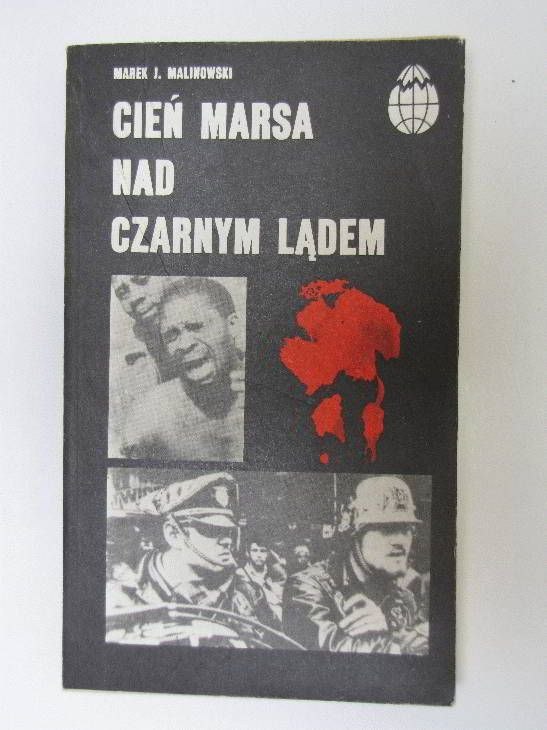 MAREK J. MALINOWSKI
CIEŃ MARSA
NAD
CZARNYM LĄDEM